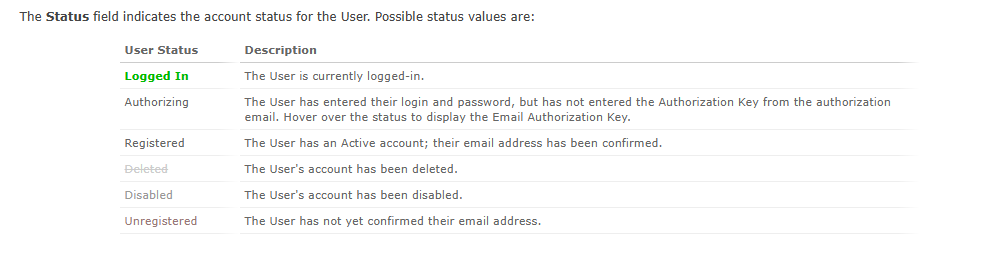 The Status field indicates the account status for the User. Possible status values are:
User Status Description
Logged In The User is currently logged-in.
Authorizing The User has entered their login and password, but has not entered the Authorization Key from the authorization
email. Hover over the status to display the Email Authorization Key.
Registered The User has an Active account; their email address has been confirmed.
Deleted The User's account has been deleted.
Disabled The User's account has been disabled.
Unregistered The User has not yet confirmed their email address.